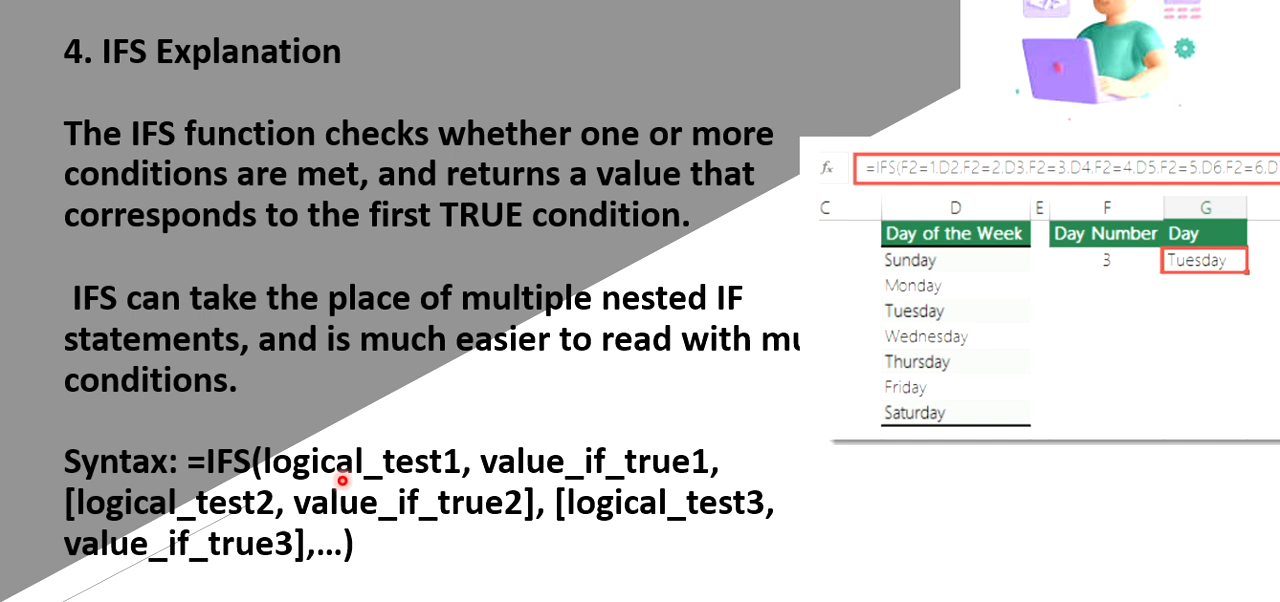 4. IFS Explanation
The IFS function checks whether one or more
conditions are met, and returns a value that
corresponds to the first TRUE condition.
IFS can take the place of multiple nested IF
statements, and is much easier to read with
conditions.
Syntax: =IFS(logical_test1, value_if_true1,
[logical_test2, value_if_true2], [logical_test3,
value_if_true3],...)
fx =IFS(F2=1,D2,F2=2,D3,F2=3,D4,F2=4,D5,F2=5,D6,F2=6,D
C D E F G
Day of the Week Day Number Day
Sunday 3 Tuesday
Monday
Tuesday
Wednesday
Thursday
Friday
Saturday